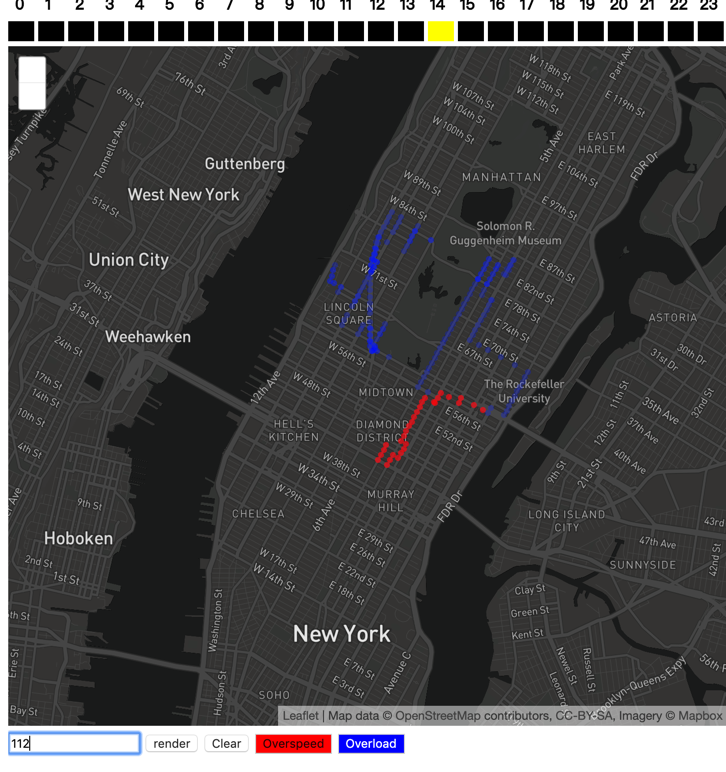 0 1 2 3 4 5 6 7 8 9 10 11 12 13 14 15 16 17 18 19 20 21 22 23
3rd A
W 118th St
Park Ave
76th St
W 115th St
W 107th St
W 112th St
69th St
W 104th St
E 119th St
sey Turnpike
W 100th St
Tonnelle Ave
5th Ave
EAST
HARLEM
Guttenberg
FDR Dr
E 104th St
W 89th St
MANHATTAN
West New York
51st St
W 84th St
E 97th St
Solomon R.
Guggenheim Museum
Union City
W 71st St
E 87th St
37th St
E 82nd St
31st St
LINCOLN
SQUARE
E 78th St
ASTORIA
24th St
Weehawken
E 74th St
W 56th St
E 67th St
E 70th St
30th Dr
31st Dr
17th St
12th Ave
W 48th St
MIDTOWN
The Rockefeller
University
14th St
11th St
35th Ave
32nd St
10th St
E 56th St
37th Ave
HELL'S
KITCHEN
DIAMOND
DISTRICT
E 52nd St
12th St
4th St
W 38th St
40th Ave
W 34th St
9th St
21st St
9th St
W 29th St
MURRAY
HILL
CHELSEA
6th Ave
FDR Dr
LONG ISLAND
CITY
43rd
Hoboken
E 29th St
47th Ave
E 26th St
42nd St
2nd St
W 17th St
SUNNYSIDE
1st St
W 14th St
E 22nd St
E 18th St
Clay St
Washington St
Green St
New York
Kent St
Erie St
E 7th St
Newel St
Russell St
56th R
Hudson St
Avenue C
E 3rd St
Leonard
Brooklyn-Queens Expy
SOHO
Bay St
Leaflet | Map data © OpenStreetMap contributors, CC-BY-SA, Imagery © Mapbox
112 render Clear Overspeed Overload